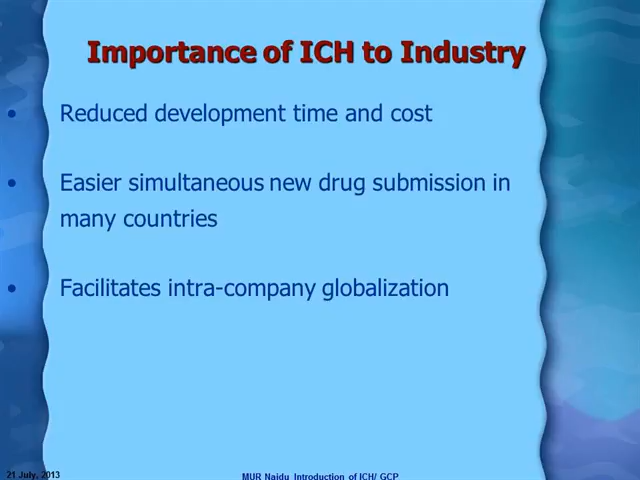 Importance of ICH to Industry
• Reduced development time and cost
• Easier simultaneous new drug submission in
many countries
• Facilitates intra-company globalization
21 July, 2013
MUR Naidu Introduction of ICH/ GCP